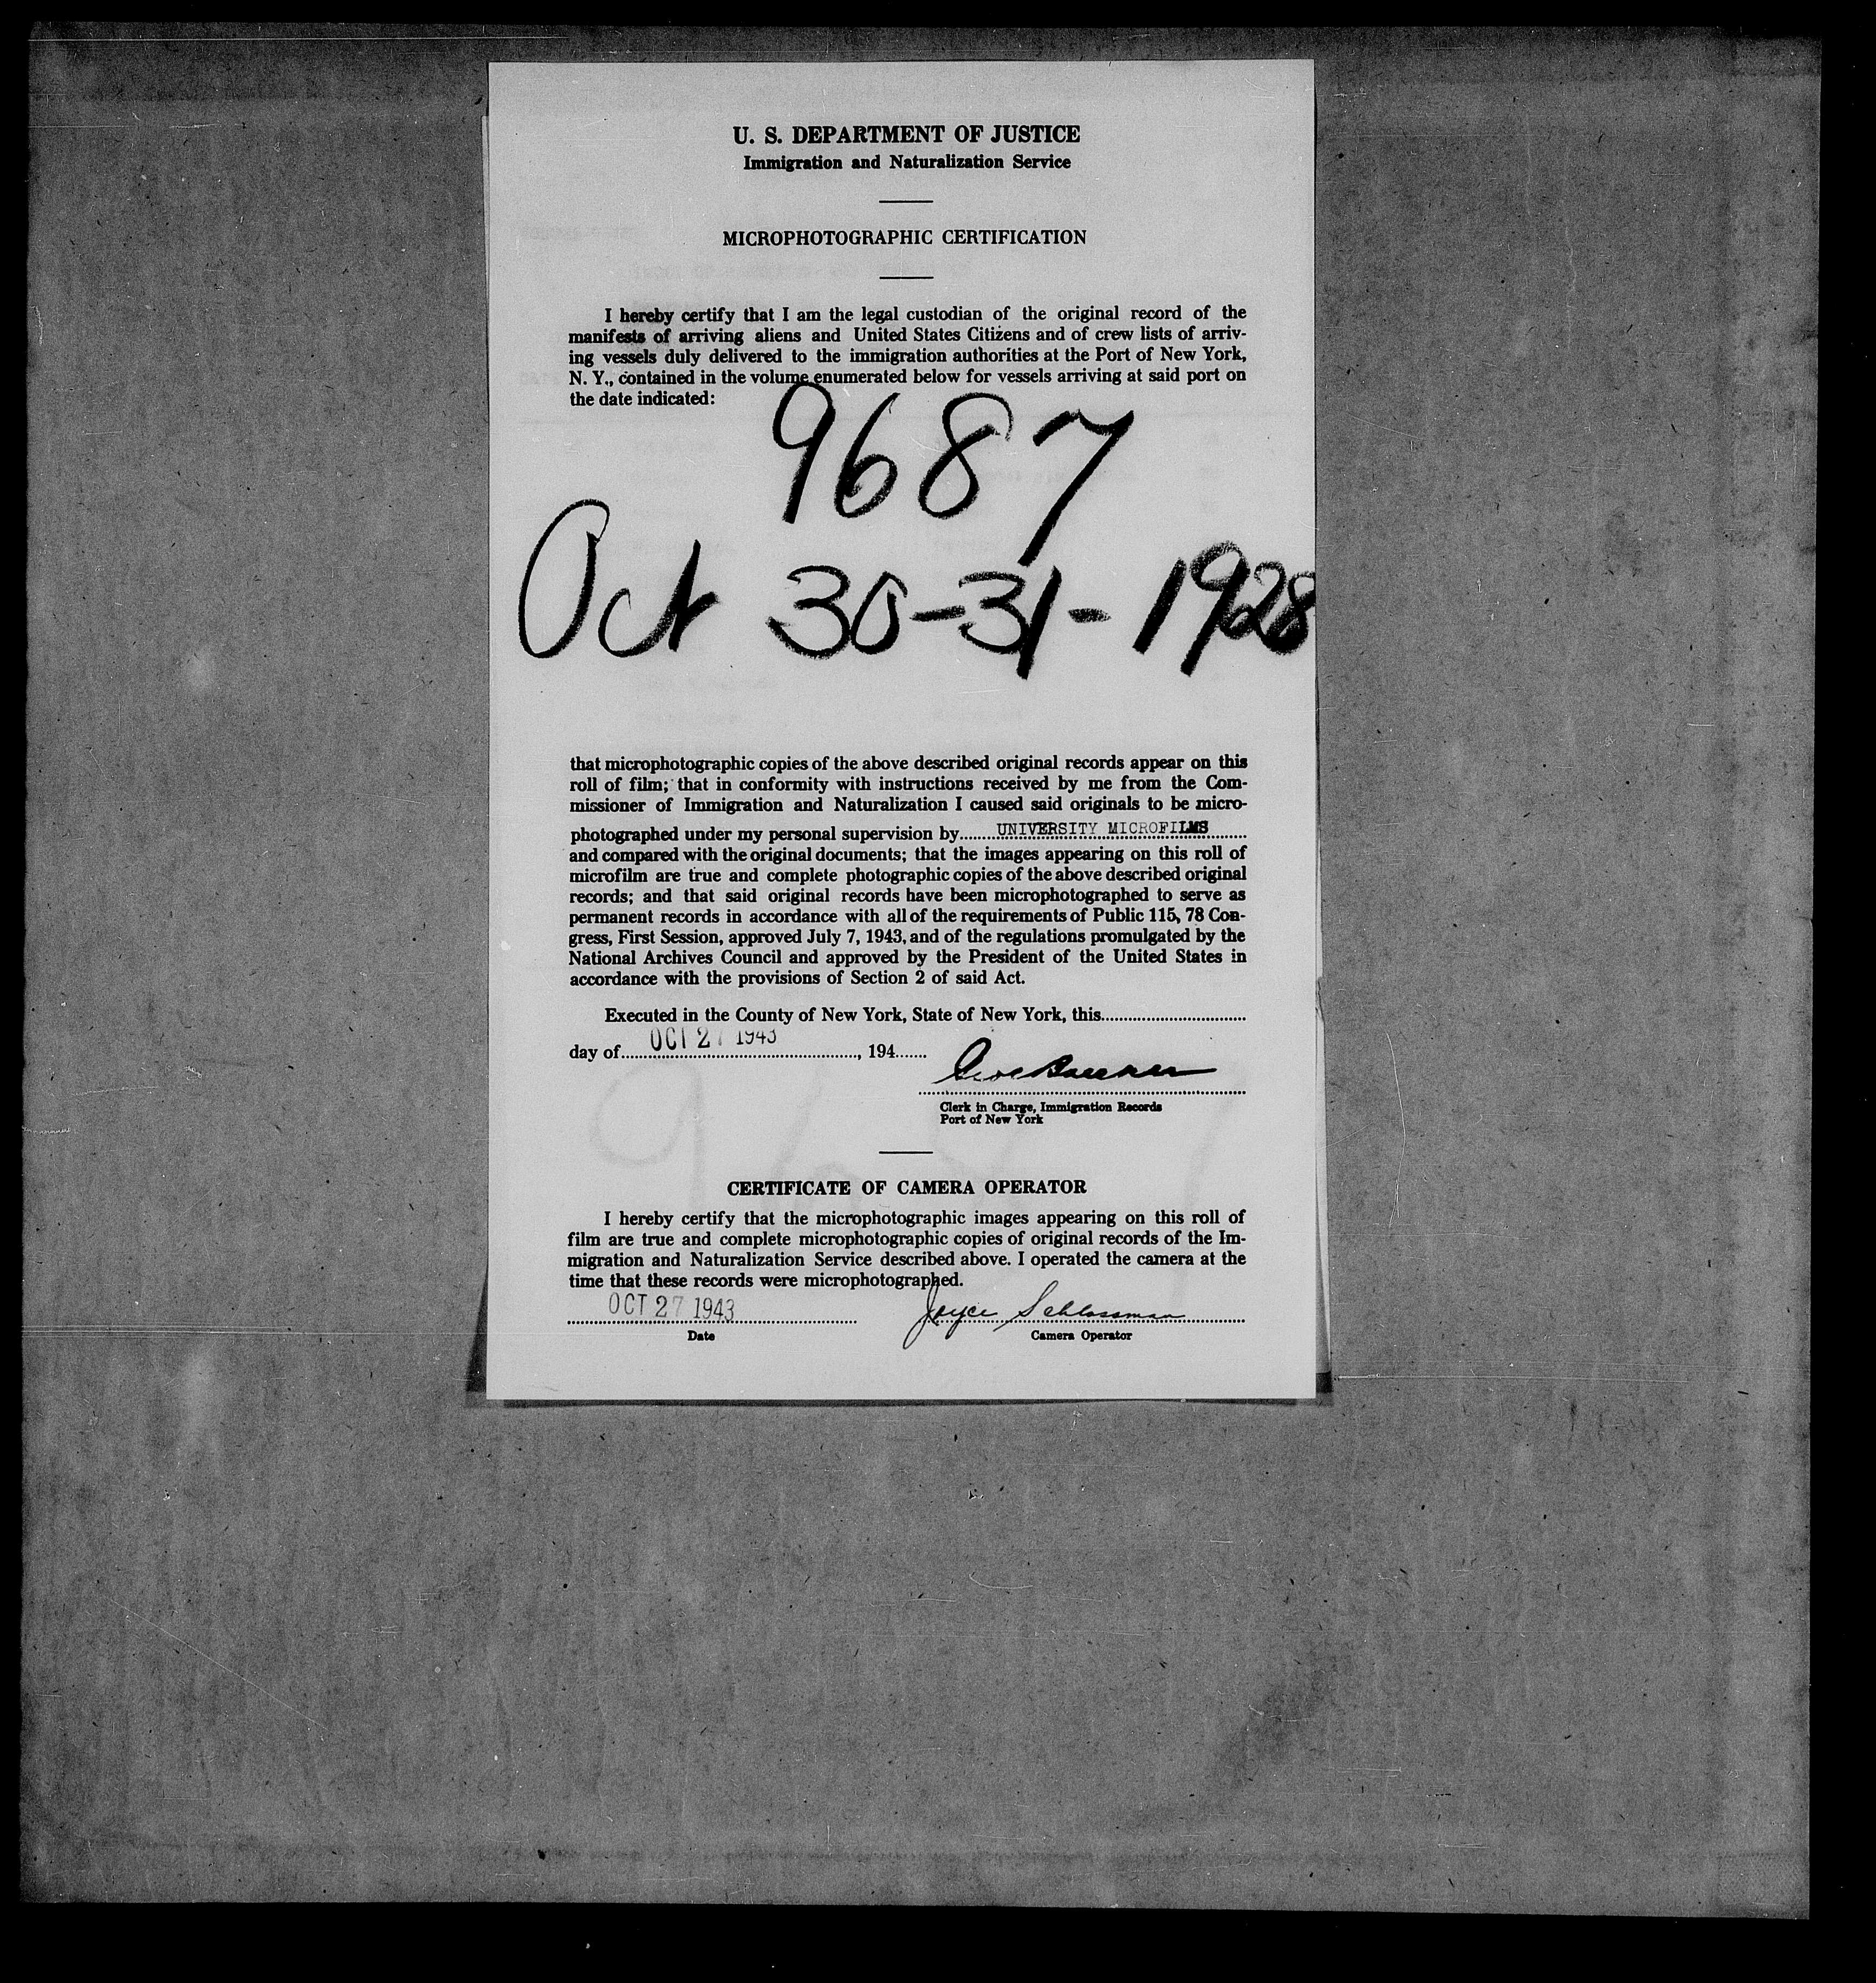 U. S. DEPARTMENT OF JUSTICE
Immigration and Naturalization Service
MICROPHOTOGRAPHIC CERTIFICATION
I hereby certify that I am the legal custodian of the original record of the
manifests of arriving aliens and United States Citizens and of crew lists of arriv-
ing vessels duly delivered to the immigration authorities at the Port of New York,
N. Y., contained in the volume enumerated below for vessels arriving at said port on
the date indicated:
9687
Oct 30-31-1928
that microphotographic copies of the above described original records appear on this
roll of film; that in conformity with instructions received by me from the Com-
missioner of Immigration and Naturalization I caused said originals to be micro-
photographed under my personal supervision by UNIVERSITY MICROFILMS
and compared with the original documents; that the images appearing on this roll of
microfilm are true and complete photographic copies of the above described original
records; and that said original records have been microphotographed to serve as
permanent records in accordance with all of the requirements of Public 115, 78 Con-
gress, First Session, approved July 7, 1943, and of the regulations promulgated by the
National Archives Council and approved by the President of the United States in
accordance with the provisions of Section 2 of said Act.
Executed in the County of New York, State of New York, this
day of OCT 27 1943, 194
Clerk in Charge, Immigration Records
Port of New York
CERTIFICATE OF CAMERA OPERATOR
I hereby certify that the microphotographic images appearing on this roll of
film are true and complete microphotographic copies of original records of the Im-
migration and Naturalization Service described above. I operated the camera at the
time that these records were microphotographed.
OCT 27 1943 Joyce Schlossman
Date Camera Operator